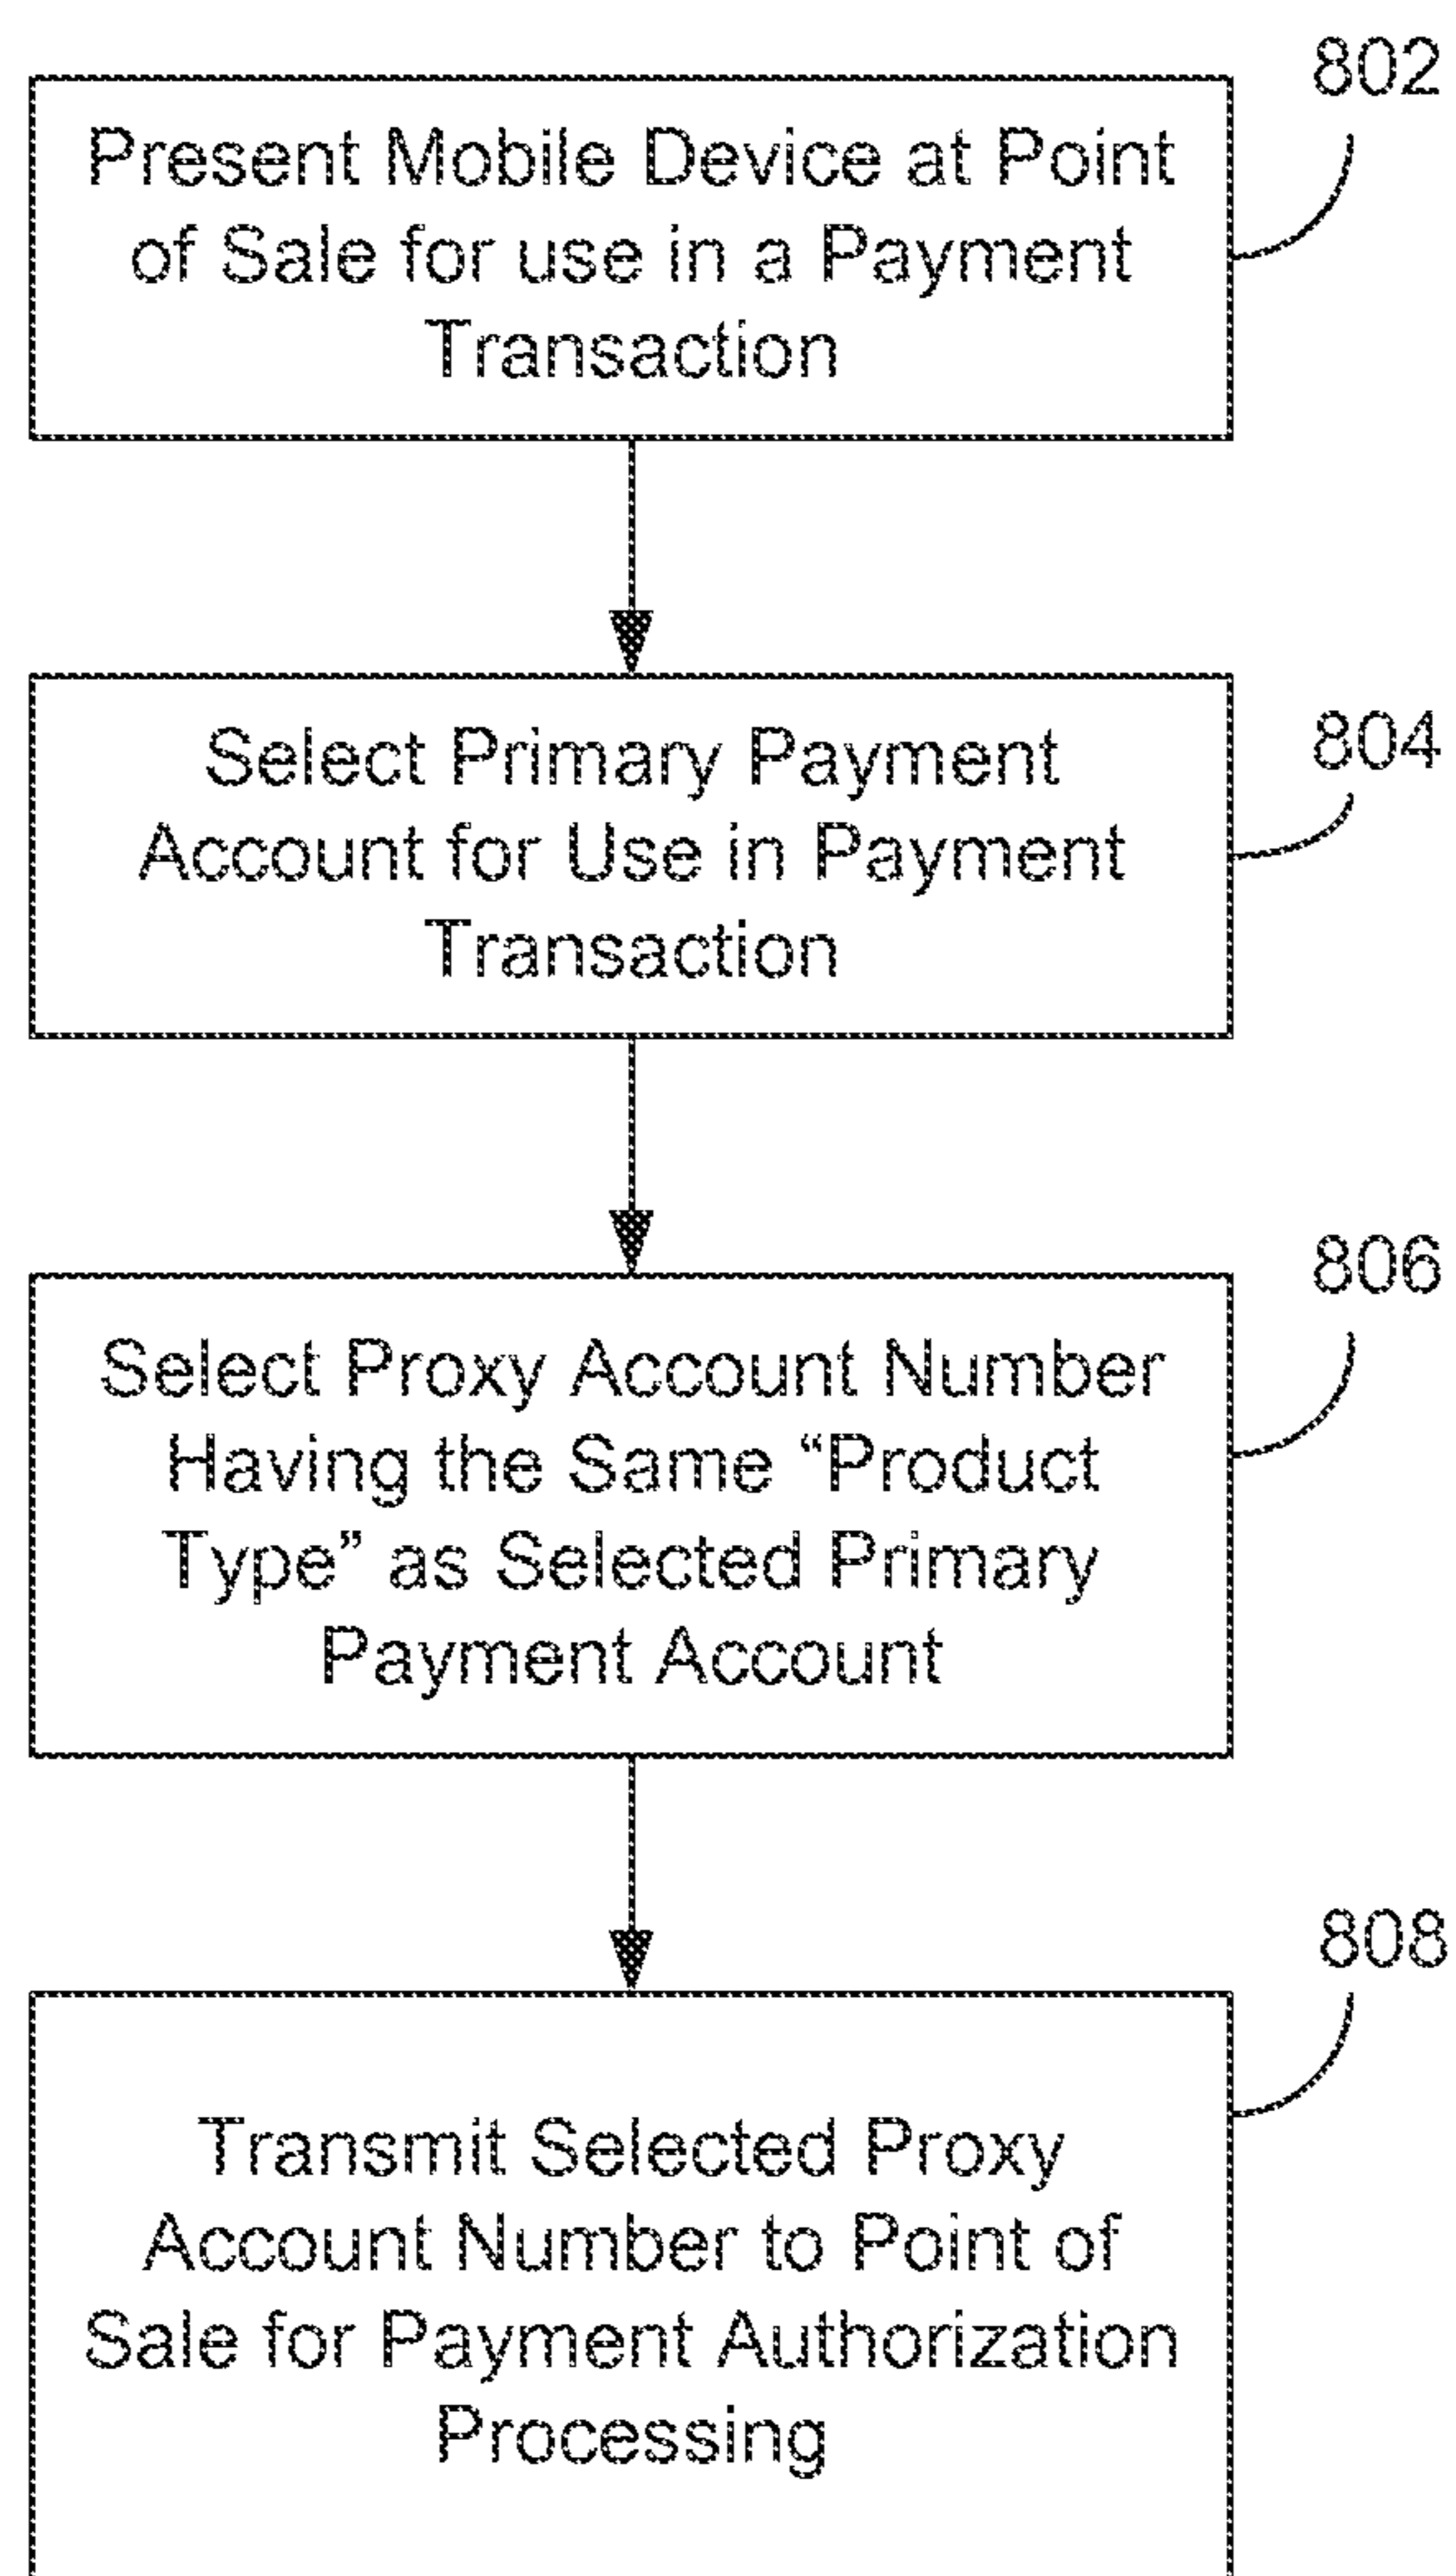 802
Present Mobile Device at Point
of Sale for use in a Payment
Transaction
804
Select Primary Payment
Account for Use in Payment
Transaction
806
Select Proxy Account Number
Having the Same “Product
Type” as Selected Primary
Payment Account
808
Transmit Selected Proxy
Account Number to Point of
Sale for Payment Authorization
Processing